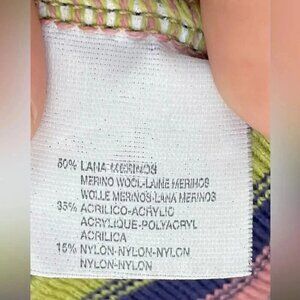 50% LANA MERINOS
MERINO WOOL-LAINE MERINOS
WOLLE MERINOS-LANA MERINOS
35% ACRILICO-ACRYLIC
ACRYLIQUE-POLYACRYL
ACRILICA
15% NYLON-NYLON-NYLON
NYLON-NYLON